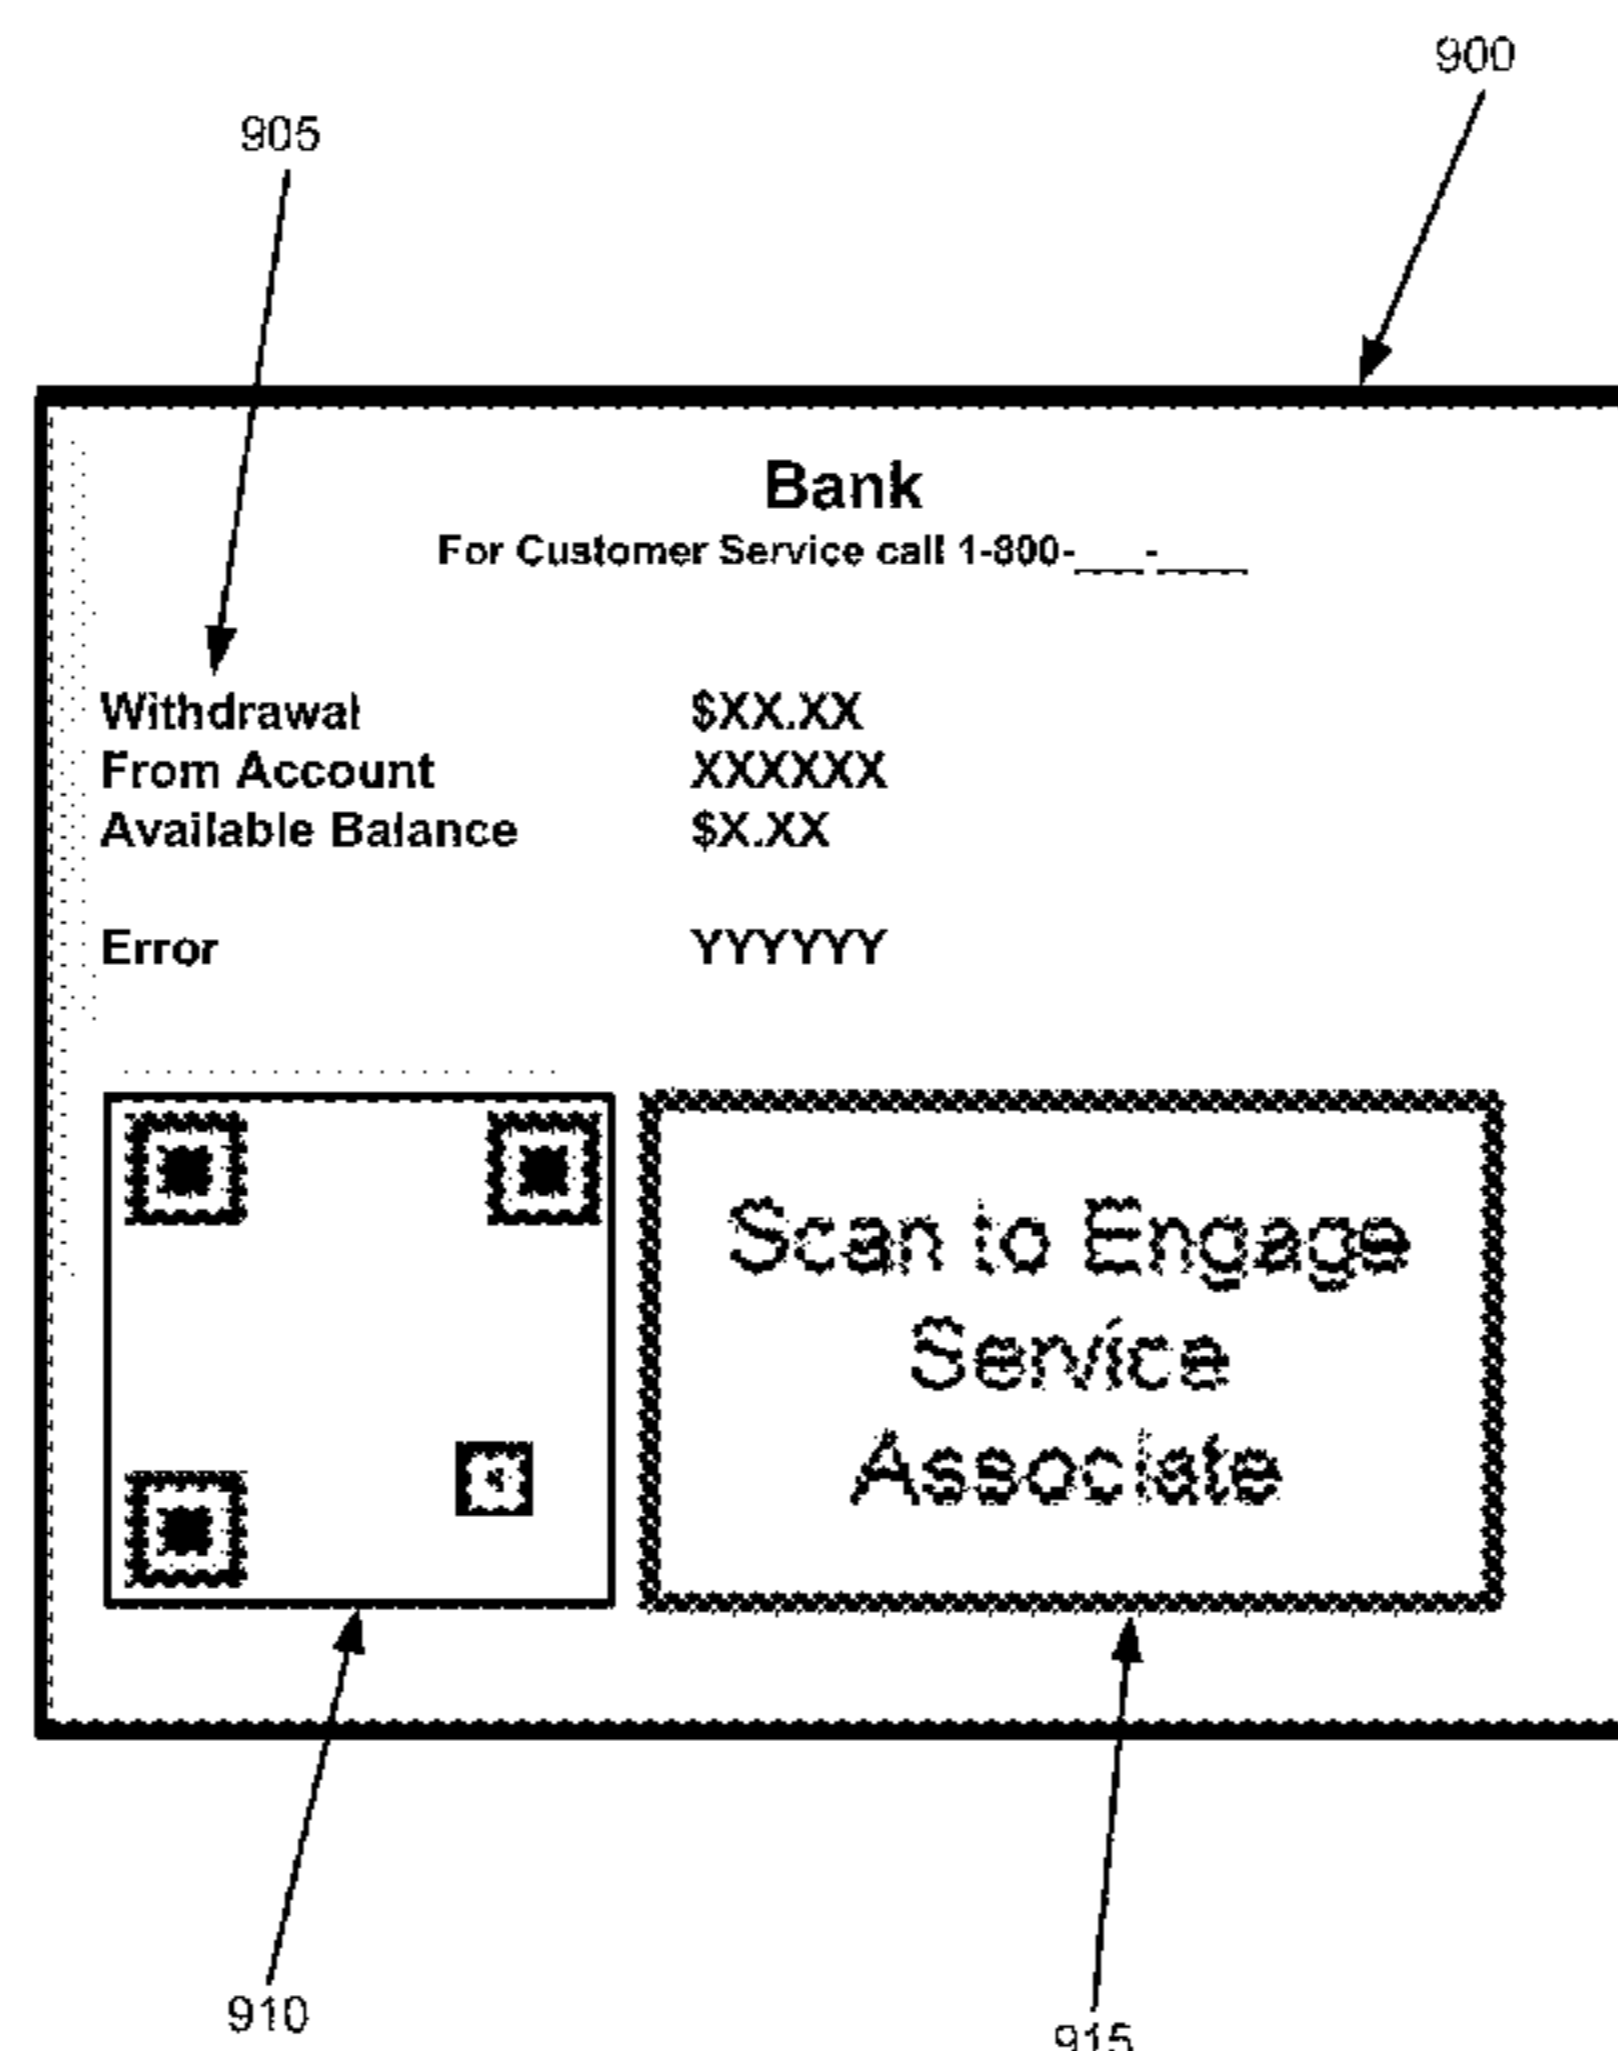 900
905
Bank
For Customer Service call 1-800-___-____
Withdrawal $XX.XX
From Account XXXXXX
Available Balance $X.XX
Error YYYYYY
Scan to Engage
Service
Associate
910
915